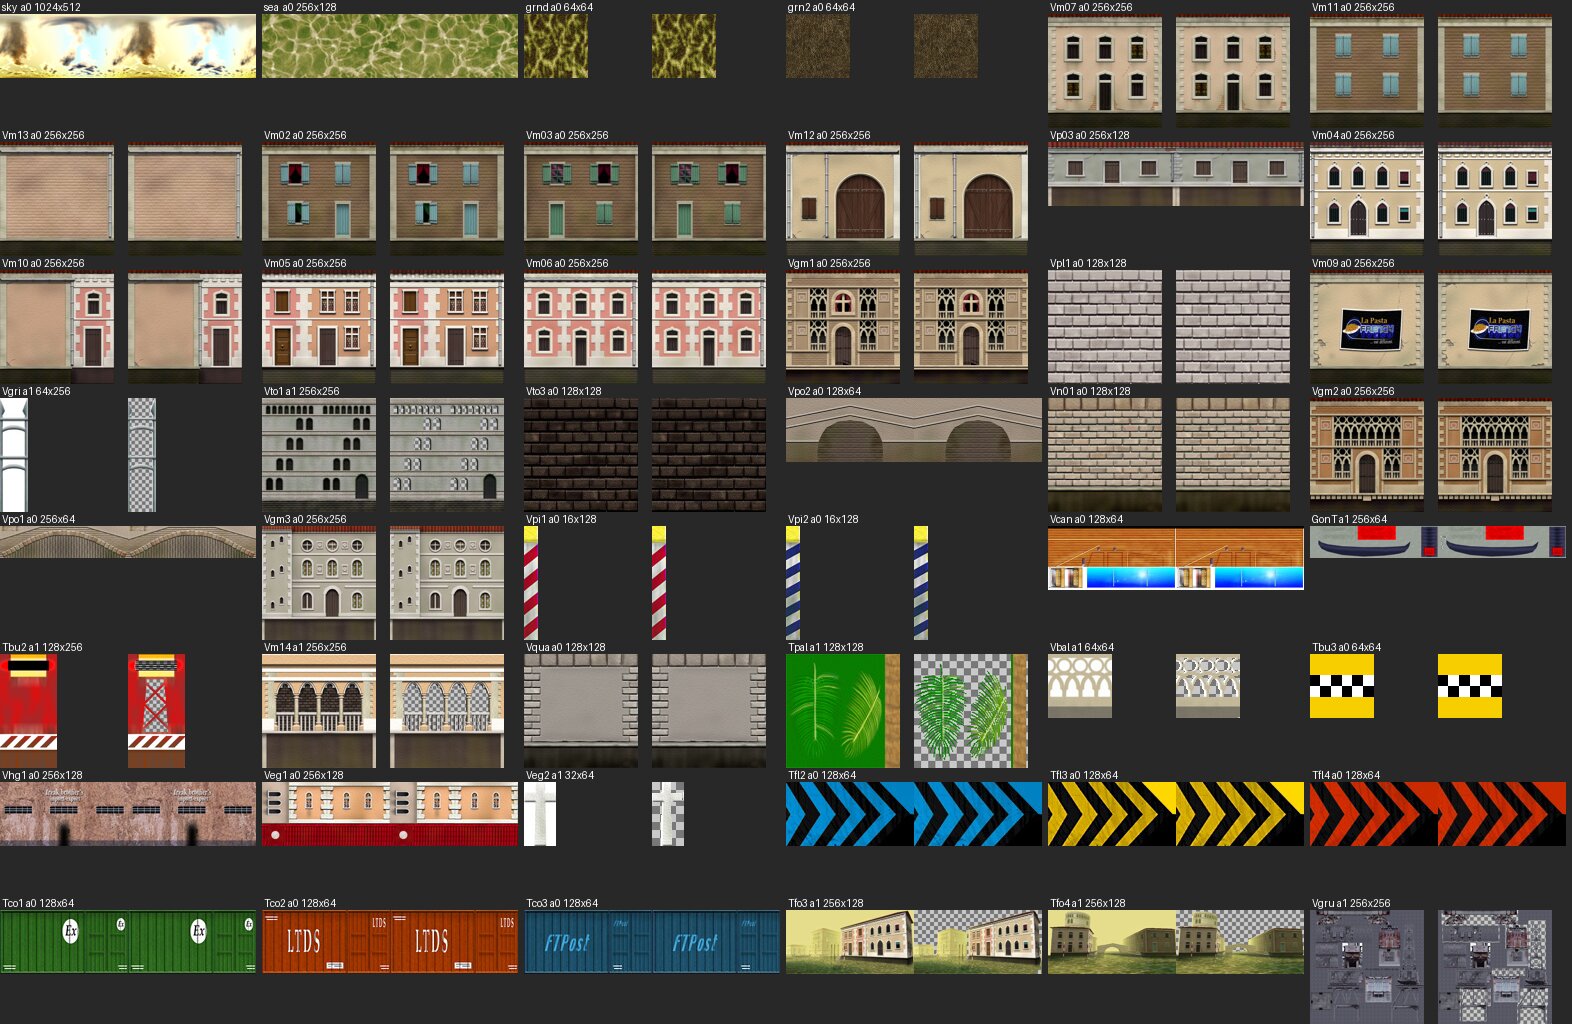 sky a0 1024x512
sea a0 256x128
grnd a0 64x64
grn2 a0 64x64
Vm07 a0 256x256
Vm11 a0 256x256
Vm13 a0 256x256
Vm02 a0 256x256
Vm03 a0 256x256
Vm12 a0 256x256
Vp03 a0 256x128
Vm04 a0 256x256
Vm10 a0 256x256
Vm05 a0 256x256
Vm06 a0 256x256
Vgm1 a0 256x256
Vpl1 a0 128x128
Vm09 a0 256x256
La Pasta
La Pasta
Vgri a1 64x256
Vto1 a1 256x256
Vto3 a0 128x128
Vpo2 a0 128x64
Vn01 a0 128x128
Vgm2 a0 256x256
Vpo1 a0 256x64
Vgm3 a0 256x256
Vpi1 a0 16x128
Vpi2 a0 16x128
Vcan a0 128x64
GonT a1 256x64
Tbu2 a1 128x256
Vm14 a1 256x256
Vqua a0 128x128
Tpal a1 128x128
Vbal a1 64x64
Tbu3 a0 64x64
Vhg1 a0 256x128
Veg1 a0 256x128
Veg2 a1 32x64
Tfl2 a0 128x64
Tfl3 a0 128x64
Tfl4 a0 128x64
Tco1 a0 128x64
Tco2 a0 128x64
Tco3 a0 128x64
Tfo3 a1 256x128
Tfo4 a1 256x128
Vgru a1 256x256
Ex Ex Ex Ex
LTDS LTDS LTDS LTDS
FTPost FTPost